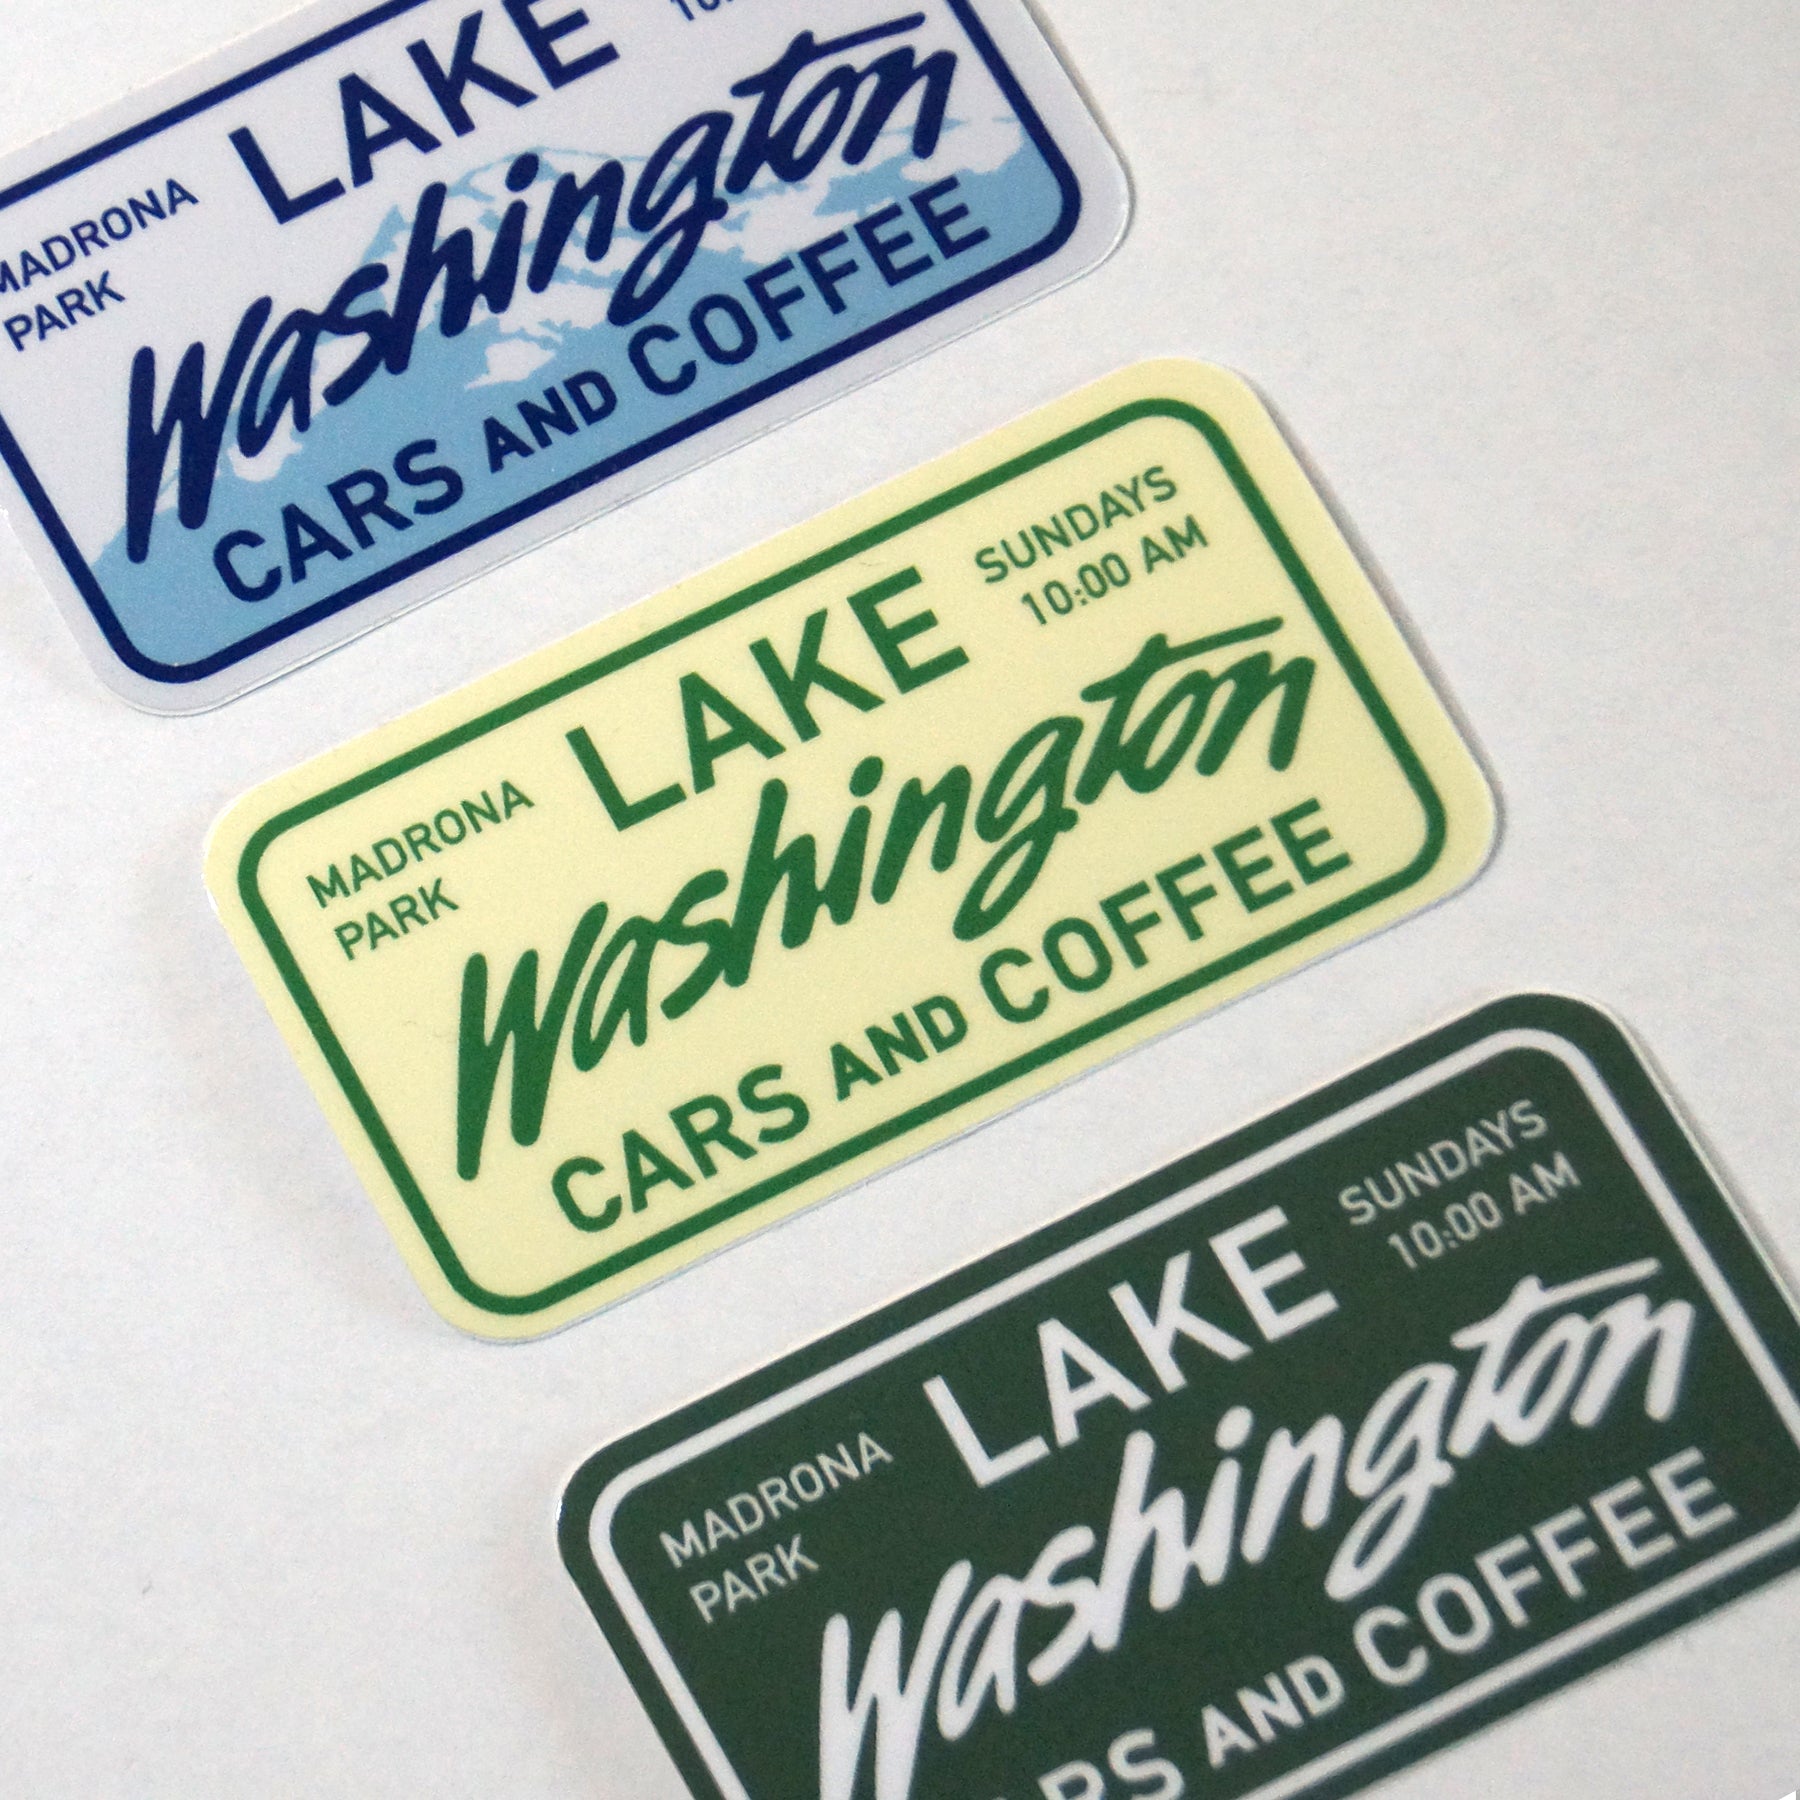 LAKE
MADRONA
PARK
Washington
CARS AND COFFEE
SUNDAYS
10:00 AM
LAKE
MADRONA
PARK
Washington
CARS AND COFFEE
SUNDAYS
10:00 AM
LAKE
MADRONA
PARK
Washington
AND COFFEE